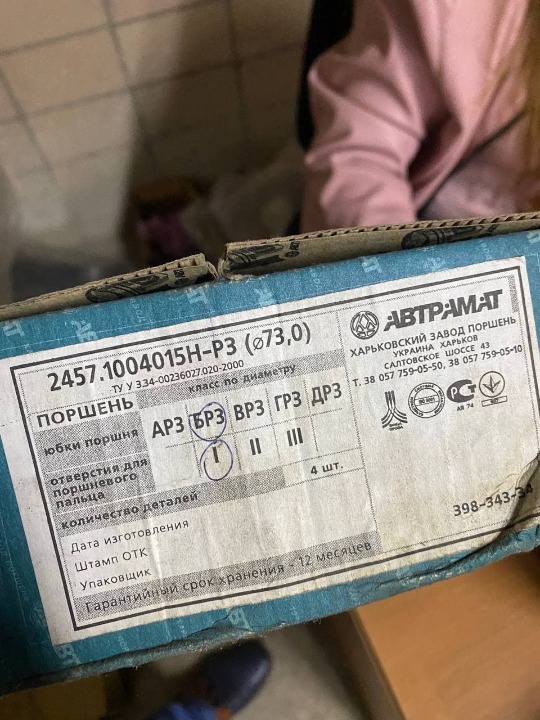 2457.1004015Н-Р3 (⌀73,0)
ТУ У 334-00236027.020-2000
ПОРШЕНЬ
класс по диаметру
юбки поршня
АР3 БР3 ВР3 ГР3 ДР3
отверстия для
поршневого
пальца
I II III
количество деталей
4 шт.
Дата изготовления
Штамп ОТК
Упаковщик
Гарантийный срок хранения - 12 месяцев
АВТРАМАТ
ХАРЬКОВСКИЙ ЗАВОД ПОРШЕНЬ
УКРАИНА ХАРЬКОВ
САЛТОВСКОЕ ШОССЕ 43
Т. 38 057 759-05-50, 38 057 759-05-10
АЯ 74
398-343-34